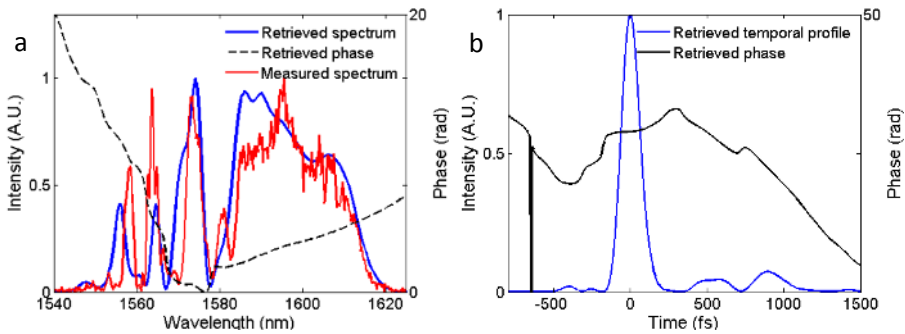 a
Retrieved spectrum
Retrieved phase
Measured spectrum
Intensity (A.U.)
1
0.5
0
1540
1560
1580
1600
1620
Wavelength (nm)
20
0
Phase (rad)
b
Retrieved temporal profile
Retrieved phase
Intensity (A.U.)
1
0.5
0
-500
0
500
1000
1500
Time (fs)
50
0
Phase (rad)